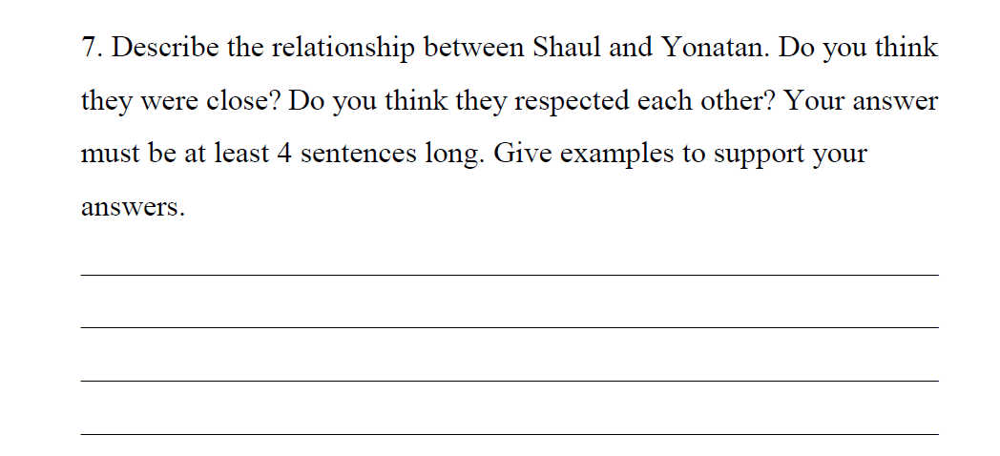 7. Describe the relationship between Shaul and Yonatan. Do you think
they were close? Do you think they respected each other? Your answer
must be at least 4 sentences long. Give examples to support your
answers.